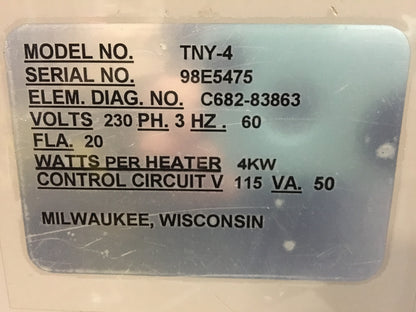 MODEL NO. TNY-4
SERIAL NO. 98E5475
ELEM. DIAG. NO. C682-83863
VOLTS 230 PH. 3 HZ. 60
FLA. 20
WATTS PER HEATER 4KW
CONTROL CIRCUIT V 115 VA. 50
MILWAUKEE, WISCONSIN